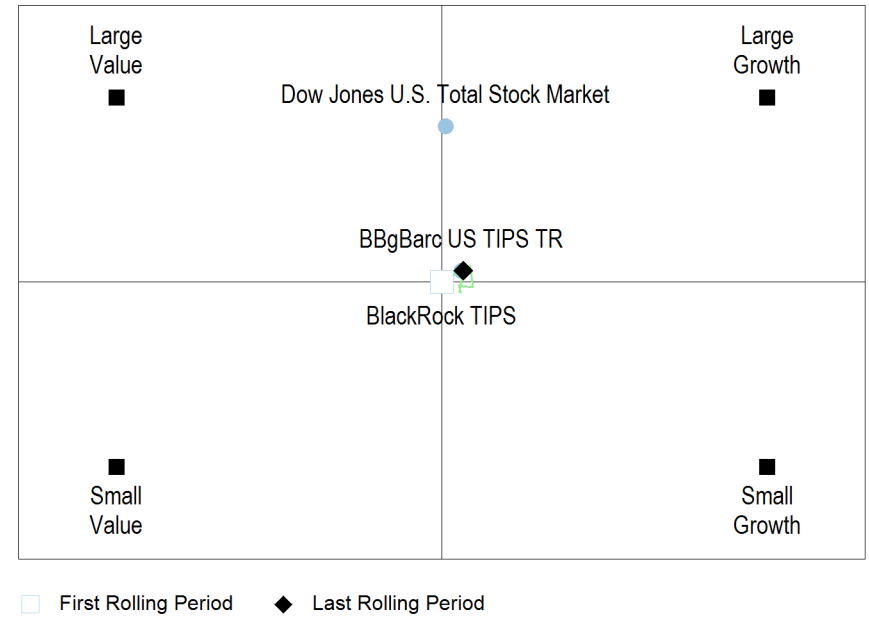 Large
Value
Large
Growth
Dow Jones U.S. Total Stock Market
BBgBarc US TIPS TR
BlackRock TIPS
Small
Value
Small
Growth
First Rolling Period
Last Rolling Period